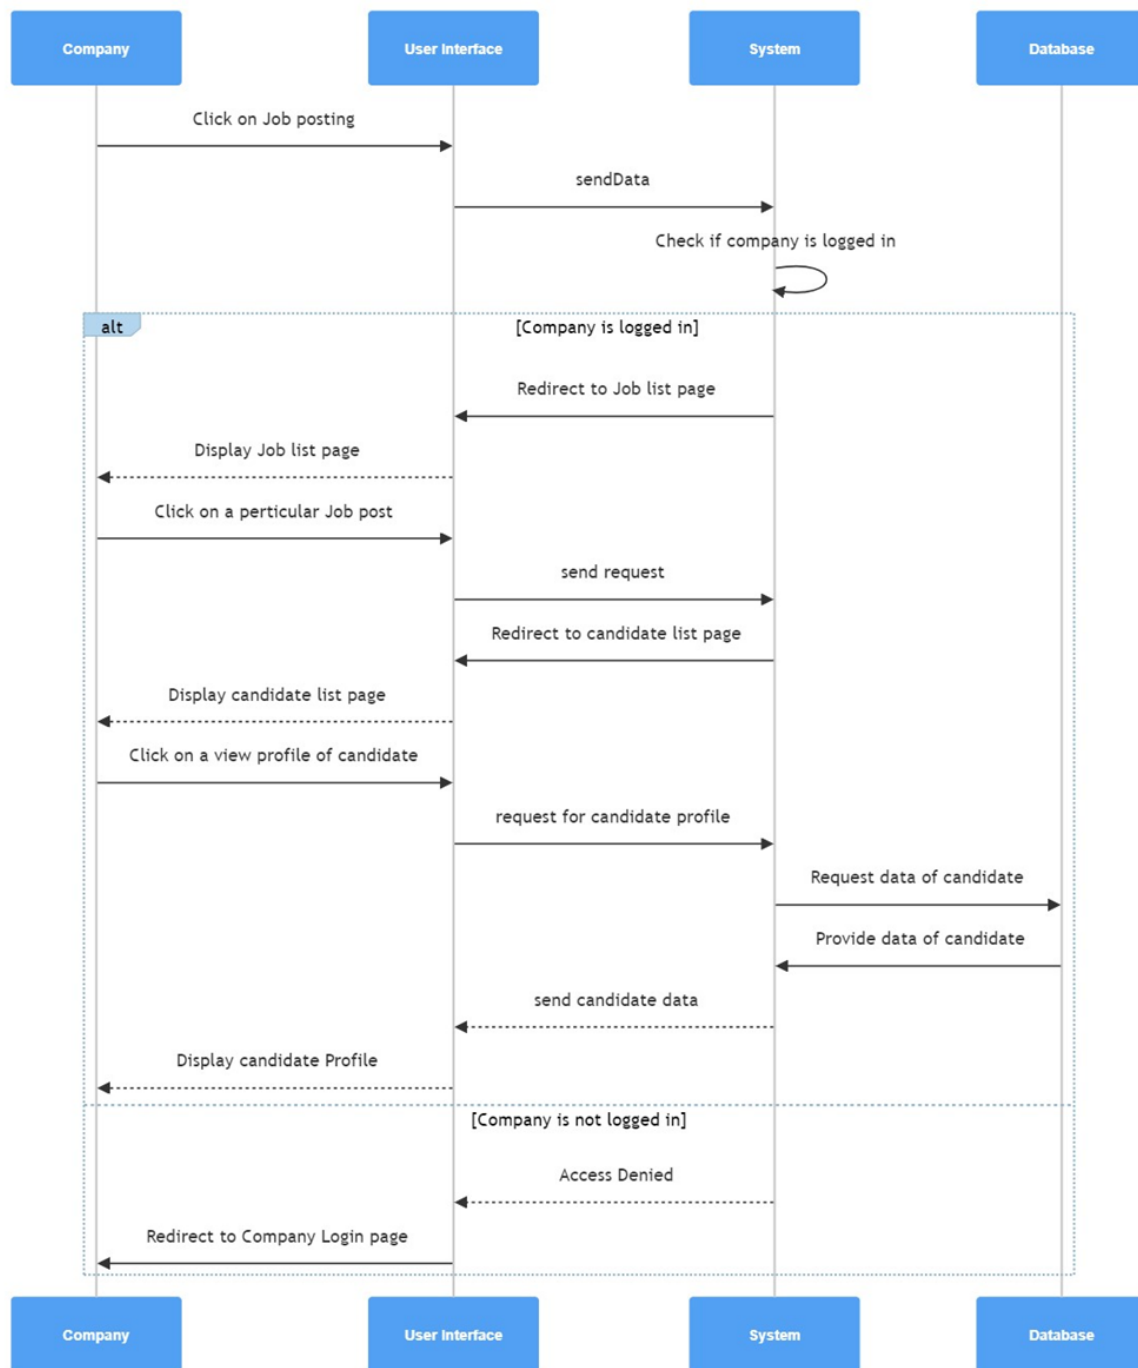 Company
User Interface
System
Database
Click on Job posting
sendData
Check if company is logged in
alt
[Company is logged in]
Redirect to Job list page
Display Job list page
Click on a perticular Job post
send request
Redirect to candidate list page
Display candidate list page
Click on a view profile of candidate
request for candidate profile
Request data of candidate
Provide data of candidate
send candidate data
Display candidate Profile
[Company is not logged in]
Access Denied
Redirect to Company Login page
Company
User Interface
System
Database